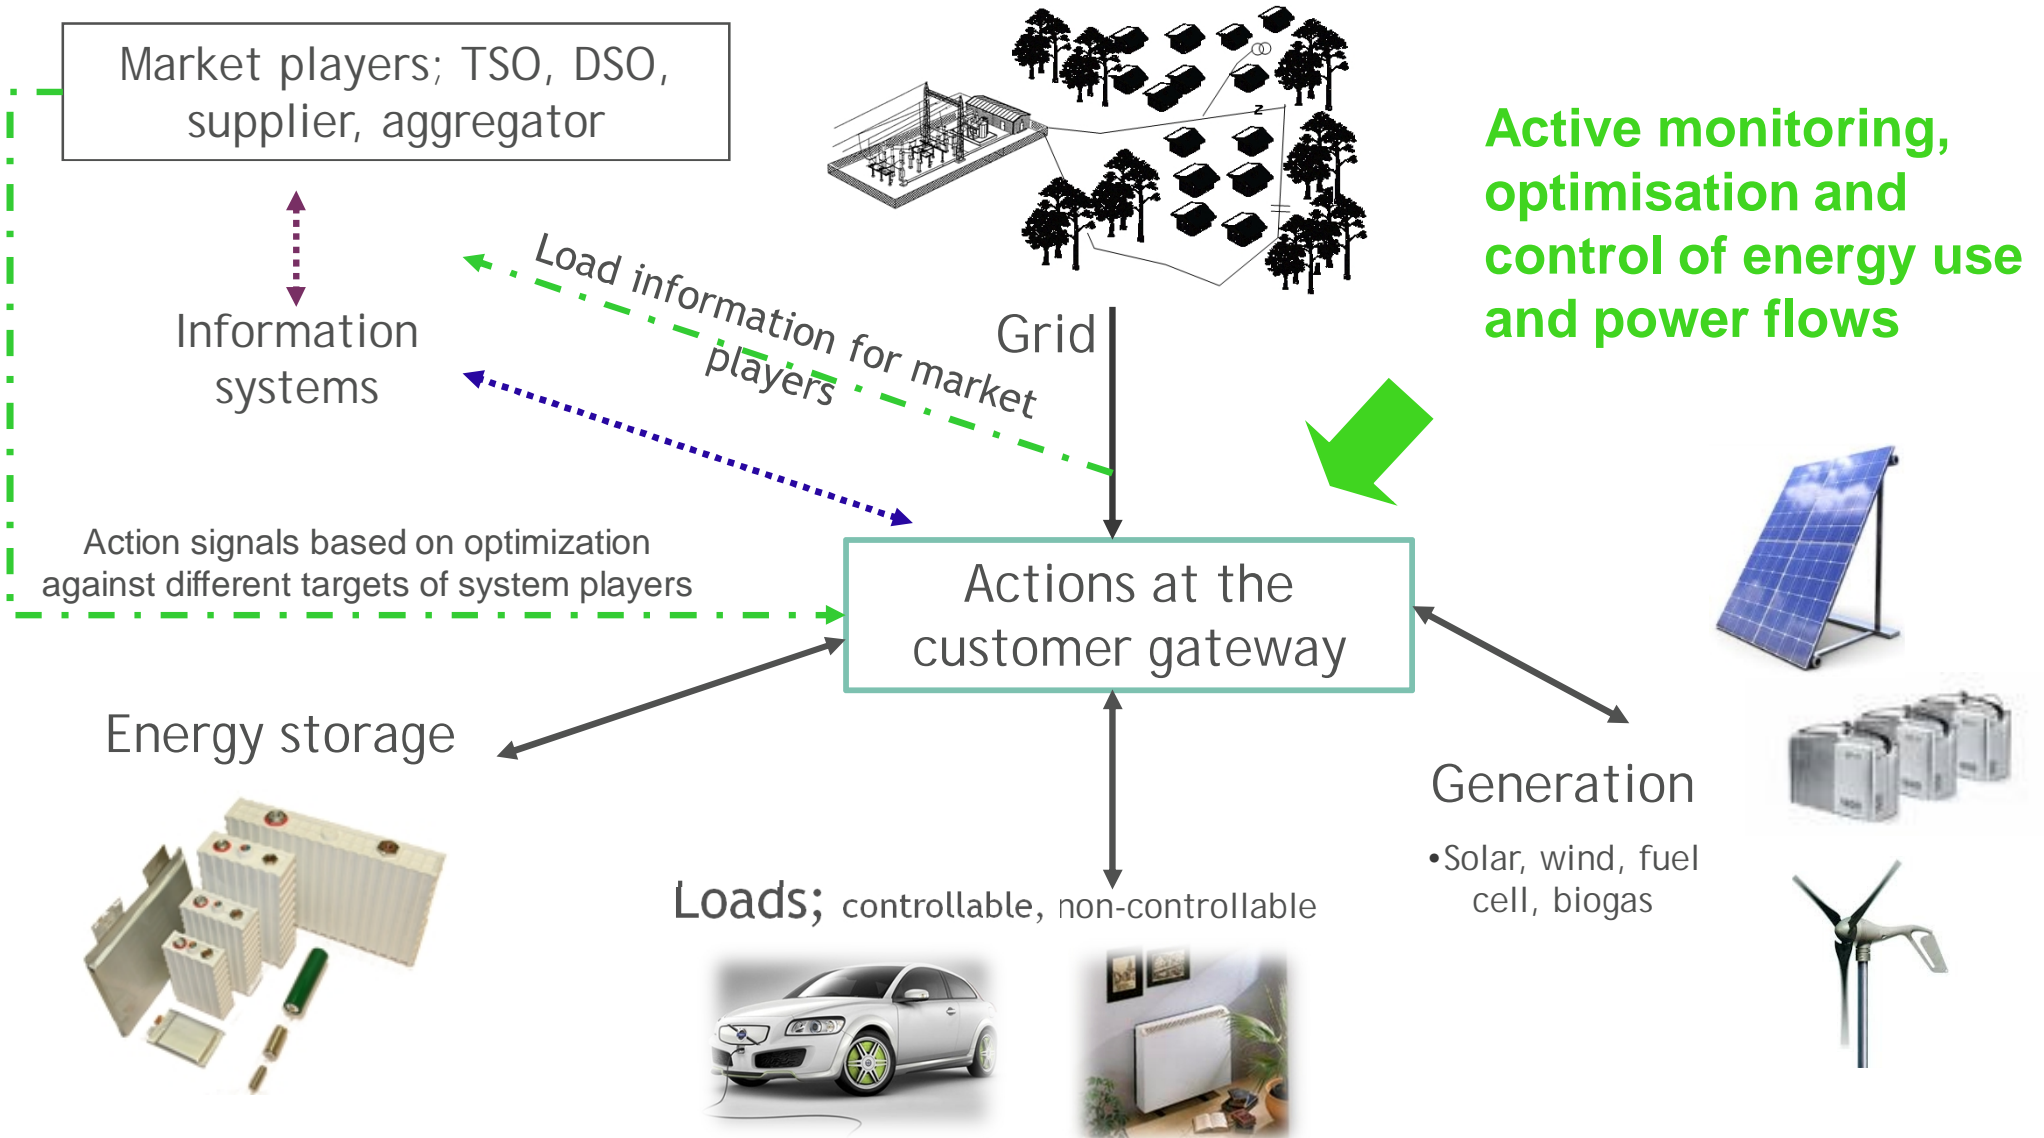 Market players; TSO, DSO,
supplier, aggregator
Active monitoring,
optimisation and
control of energy use
and power flows
Load information for market
players
Grid
Information
systems
Action signals based on optimization
against different targets of system players
Actions at the
customer gateway
Energy storage
Generation
•Solar, wind, fuel
cell, biogas
Loads; controllable, non-controllable